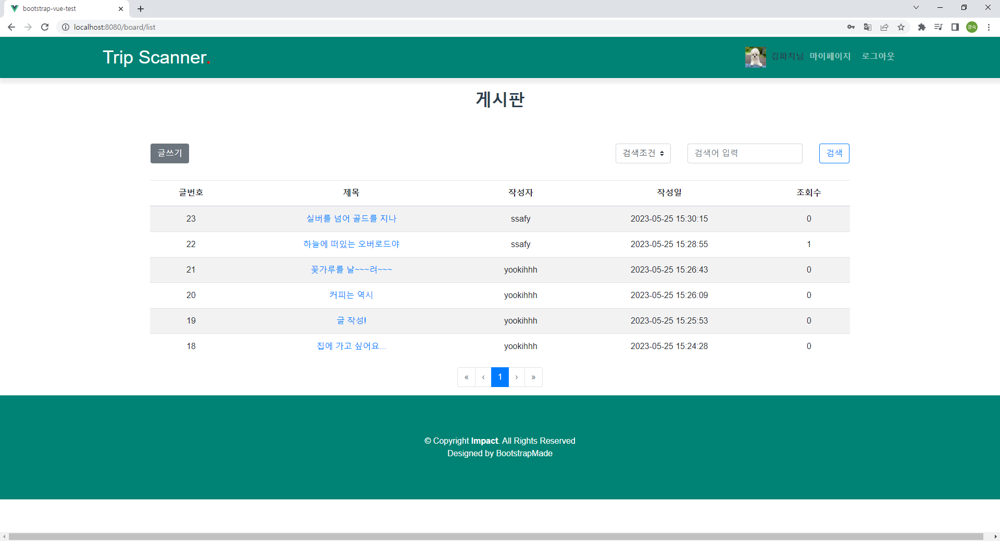 bootstrap-vue-test
localhost:8080/board/list
경숙
Trip Scanner.
김파치님 마이페이지 로그아웃
게시판
글쓰기 검색조건 검색어 입력 검색
글번호 제목 작성자 작성일 조회수
23 실버를 넘어 골드를 지나 ssafy 2023-05-25 15:30:15 0
22 하늘에 떠있는 오버로드야 ssafy 2023-05-25 15:28:55 1
21 꽃가루를 날~~~려~~~ yookihhh 2023-05-25 15:26:43 0
20 커피는 역시 yookihhh 2023-05-25 15:26:09 0
19 글 작성! yookihhh 2023-05-25 15:25:53 0
18 집에 가고 싶어요... yookihhh 2023-05-25 15:24:28 0
« ‹ 1 › »
© Copyright Impact. All Rights Reserved
Designed by BootstrapMade